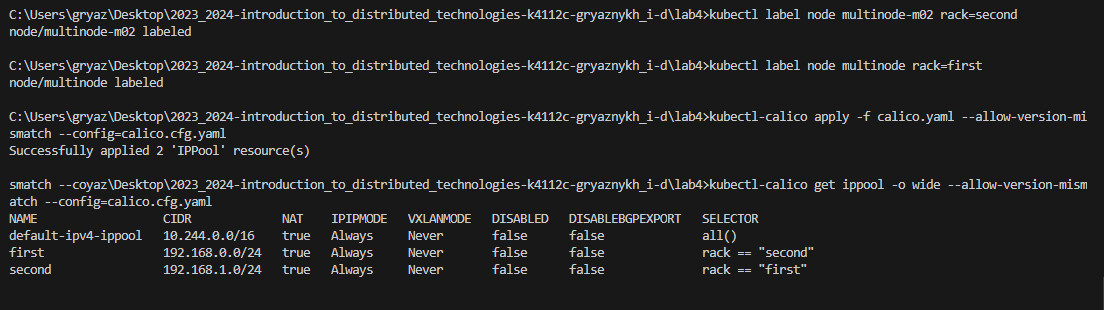 C:\Users\gryaz\Desktop\2023_2024-introduction_to_distributed_technologies-k4112c-gryaznykh_i-d\lab4>kubectl label node multinode-m02 rack=second
node/multinode-m02 labeled
C:\Users\gryaz\Desktop\2023_2024-introduction_to_distributed_technologies-k4112c-gryaznykh_i-d\lab4>kubectl label node multinode rack=first
node/multinode labeled
C:\Users\gryaz\Desktop\2023_2024-introduction_to_distributed_technologies-k4112c-gryaznykh_i-d\lab4>kubectl-calico apply -f calico.yaml --allow-version-mi
smatch --config=calico.cfg.yaml
Successfully applied 2 'IPPool' resource(s)
smatch --coyaz\Desktop\2023_2024-introduction_to_distributed_technologies-k4112c-gryaznykh_i-d\lab4>kubectl-calico get ippool -o wide --allow-version-mism
atch --config=calico.cfg.yaml
NAME CIDR NAT IPIPMODE VXLANMODE DISABLED DISABLEBGPEXPORT SELECTOR
default-ipv4-ippool 10.244.0.0/16 true Always Never false false all()
first 192.168.0.0/24 true Always Never false false rack == "second"
second 192.168.1.0/24 true Always Never false false rack == "first"